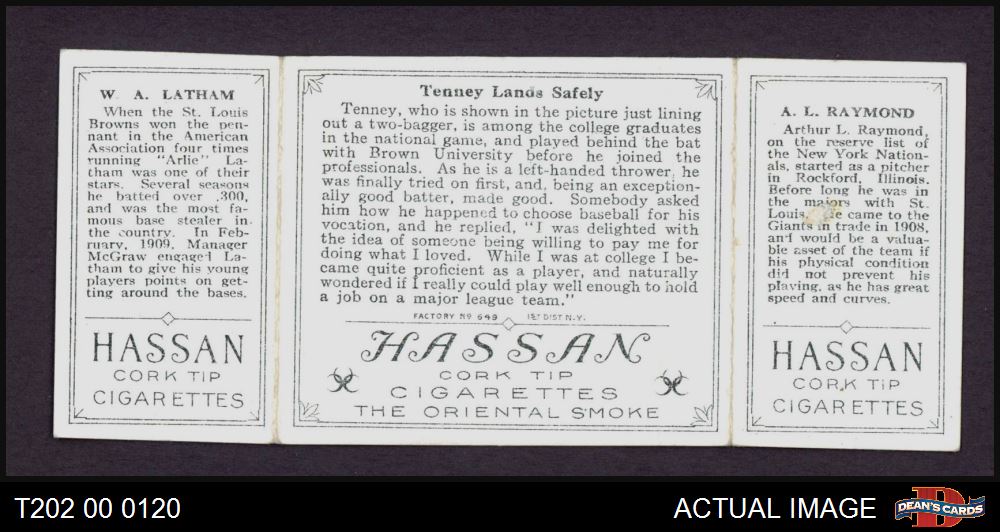 W. A. LATHAM
When the St. Louis
Browns won the pen-
nant in the American
Association four times
running "Arlie" La-
tham was one of their
stars. Several seasons
he batted over .300,
and was the most fa-
mous base stealer in
the country. In Feb-
ruary, 1909, Manager
McGraw engaged La-
tham to give his young
players points on get-
ting around the bases.
HASSAN
CORK TIP
CIGARETTES
Tenney Lands Safely
Tenney, who is shown in the picture just lining
out a two-bagger, is among the college graduates
in the national game, and played behind the bat
with Brown University before he joined the
professionals. As he is a left-handed thrower, he
was finally tried on first, and, being an exception-
ally good batter, made good. Somebody asked
him how he happened to choose baseball for his
vocation, and he replied, "I was delighted with
the idea of someone being willing to pay me for
doing what I loved. While I was at college I be-
came quite proficient as a player, and naturally
wondered if I really could play well enough to hold
a job on a major league team."
FACTORY Nº 649 1ST DIST N.Y.
HASSAN
CORK TIP
CIGARETTES
THE ORIENTAL SMOKE
A. L. RAYMOND
Arthur L. Raymond,
on the reserve list of
the New York Nation-
als, started as a pitcher
in Rockford, Illinois.
Before long he was in
the majors with St.
Louis. came to the
Giants in trade in 1908,
and would be a valua-
ble asset of the team if
his physical condition
did not prevent his
playing, as he has great
speed and curves.
HASSAN
CORK TIP
CIGARETTES
T202 00 0120
ACTUAL IMAGE
DEAN'S CARDS